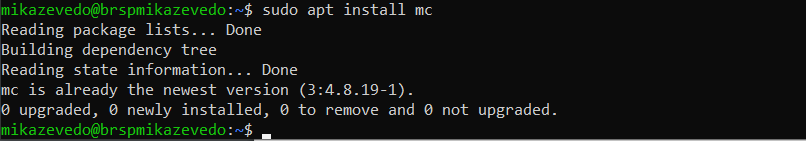 mikazevedo@brspmikazevedo:~$ sudo apt install mc
Reading package lists... Done
Building dependency tree
Reading state information... Done
mc is already the newest version (3:4.8.19-1).
0 upgraded, 0 newly installed, 0 to remove and 0 not upgraded.
mikazevedo@brspmikazevedo:~$